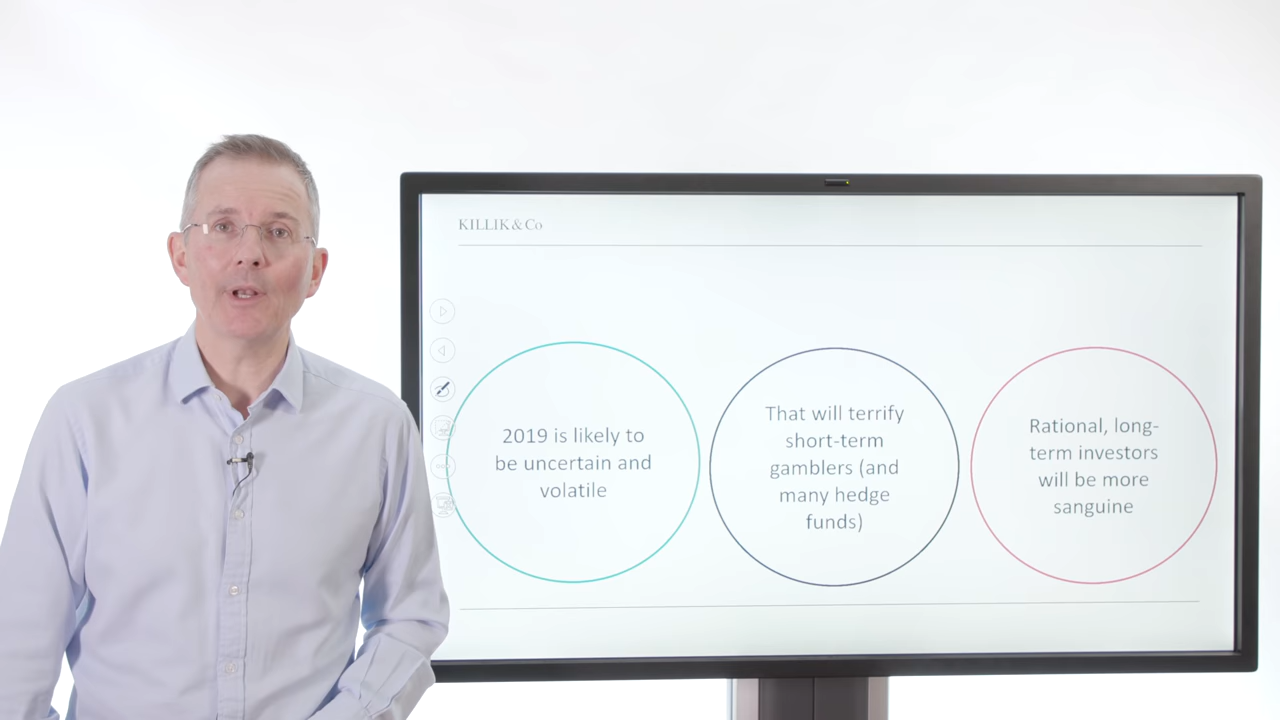 KILLIK & Co
2019 is likely to
be uncertain and
volatile
That will terrify
short-term
gamblers (and
many hedge
funds)
Rational, long-
term investors
will be more
sanguine